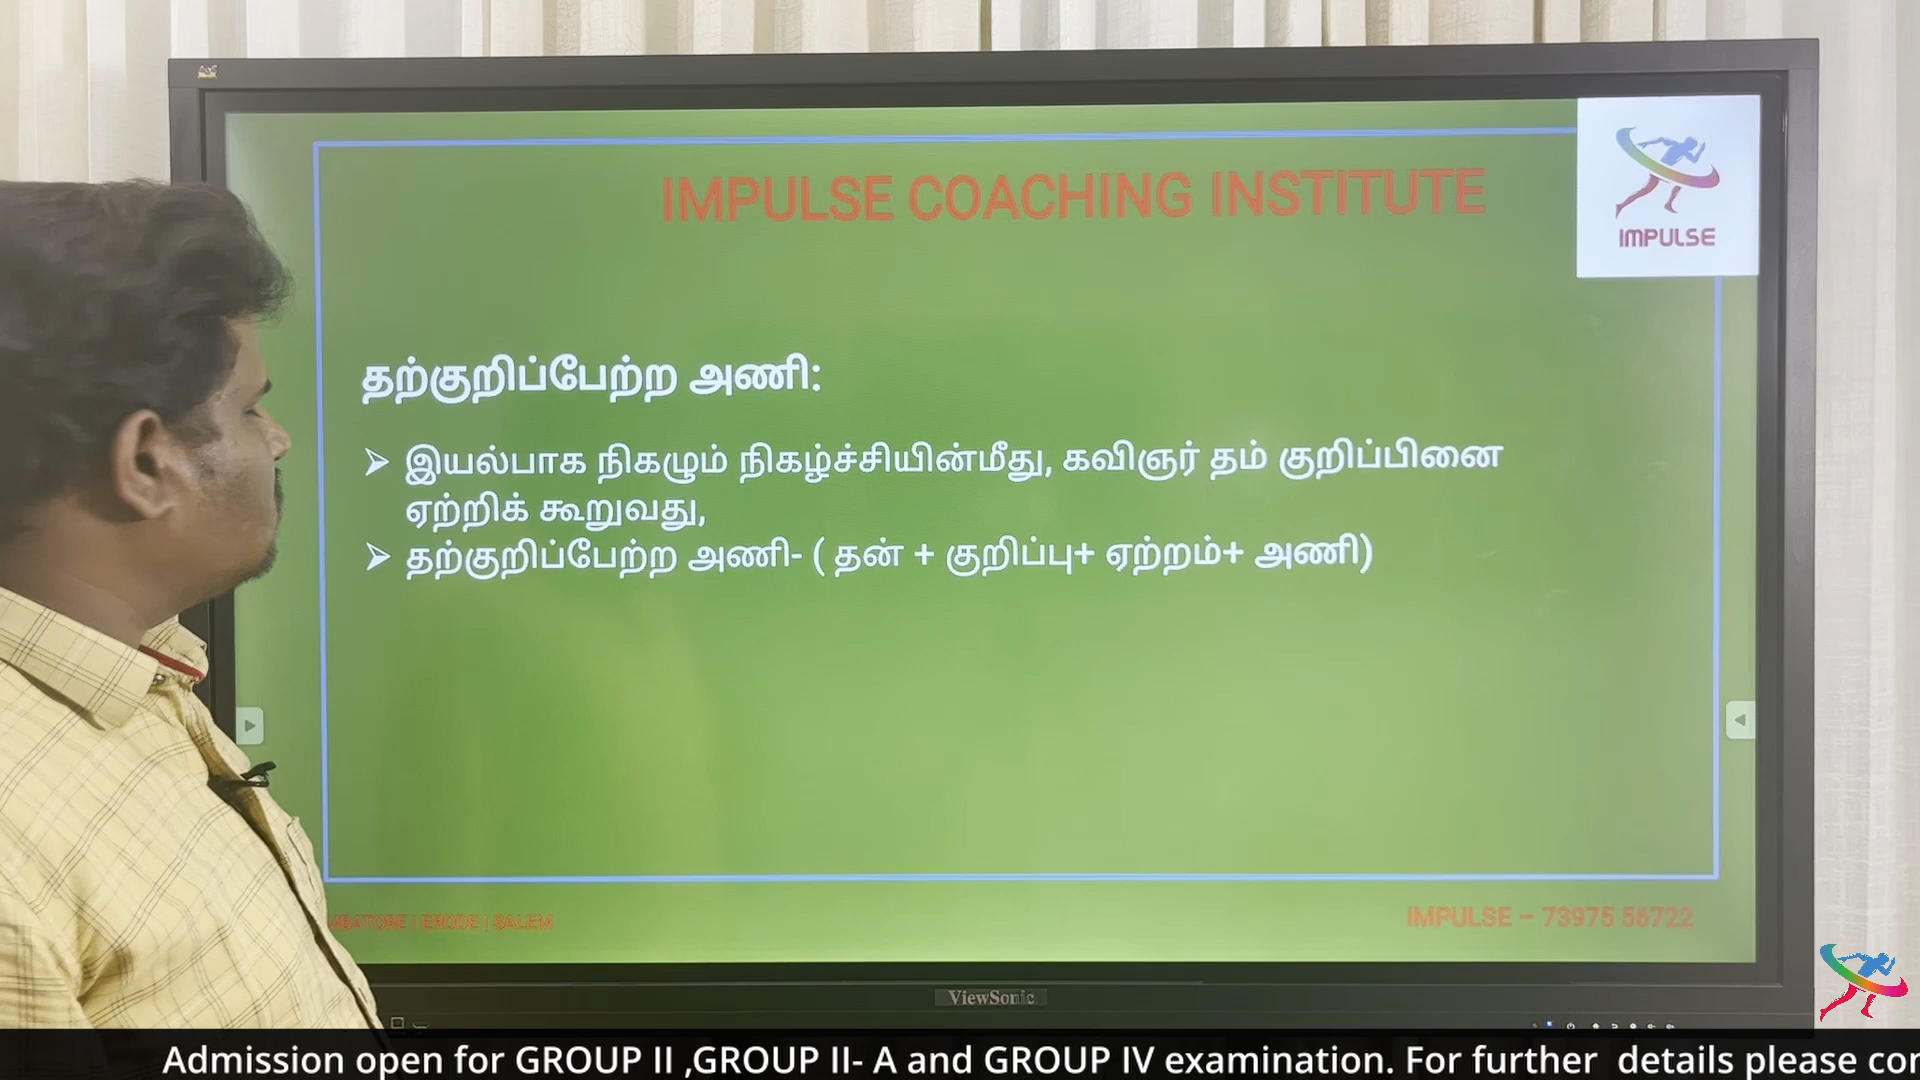 IMPULSE COACHING INSTITUTE
IMPULSE
தற்குறிப்பேற்ற அணி:
இயல்பாக நிகழும் நிகழ்ச்சியின்மீது, கவிஞர் தம் குறிப்பினை
ஏற்றிக் கூறுவது,
தற்குறிப்பேற்ற அணி- ( தன் + குறிப்பு+ ஏற்றம்+ அணி)
| ERODE | SALEM
IMPULSE – 73975 56722
ViewSonic
Admission open for GROUP II ,GROUP II- A and GROUP IV examination. For further details please